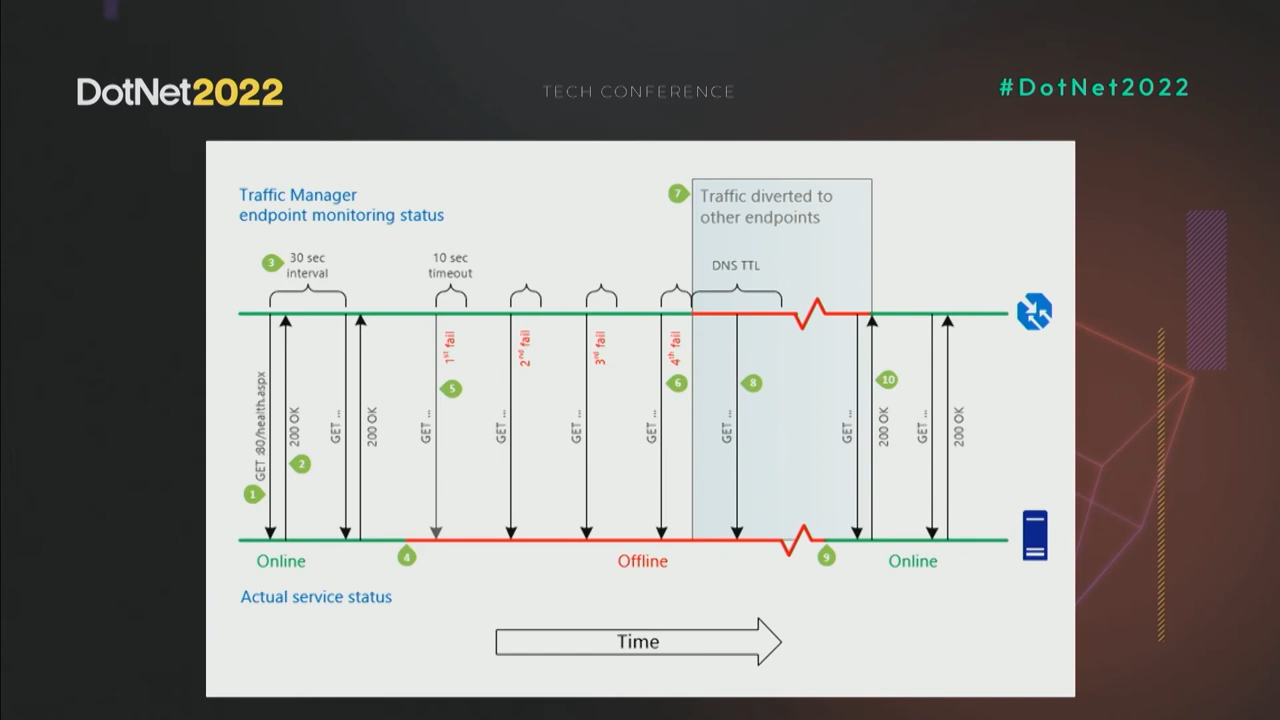 DotNet2022
TECH CONFERENCE
#DotNet2022
Traffic Manager
endpoint monitoring status
7
Traffic diverted to
other endpoints
3
30 sec
interval
10 sec
timeout
DNS TTL
1st fail
2nd fail
3rd fail
4th fail
5
6
8
10
GET :80/health.aspx
200 OK
GET ...
200 OK
GET ...
GET ...
GET ...
GET ...
GET ...
GET ...
200 OK
GET ...
200 OK
2
1
4
9
Online
Offline
Online
Actual service status
Time